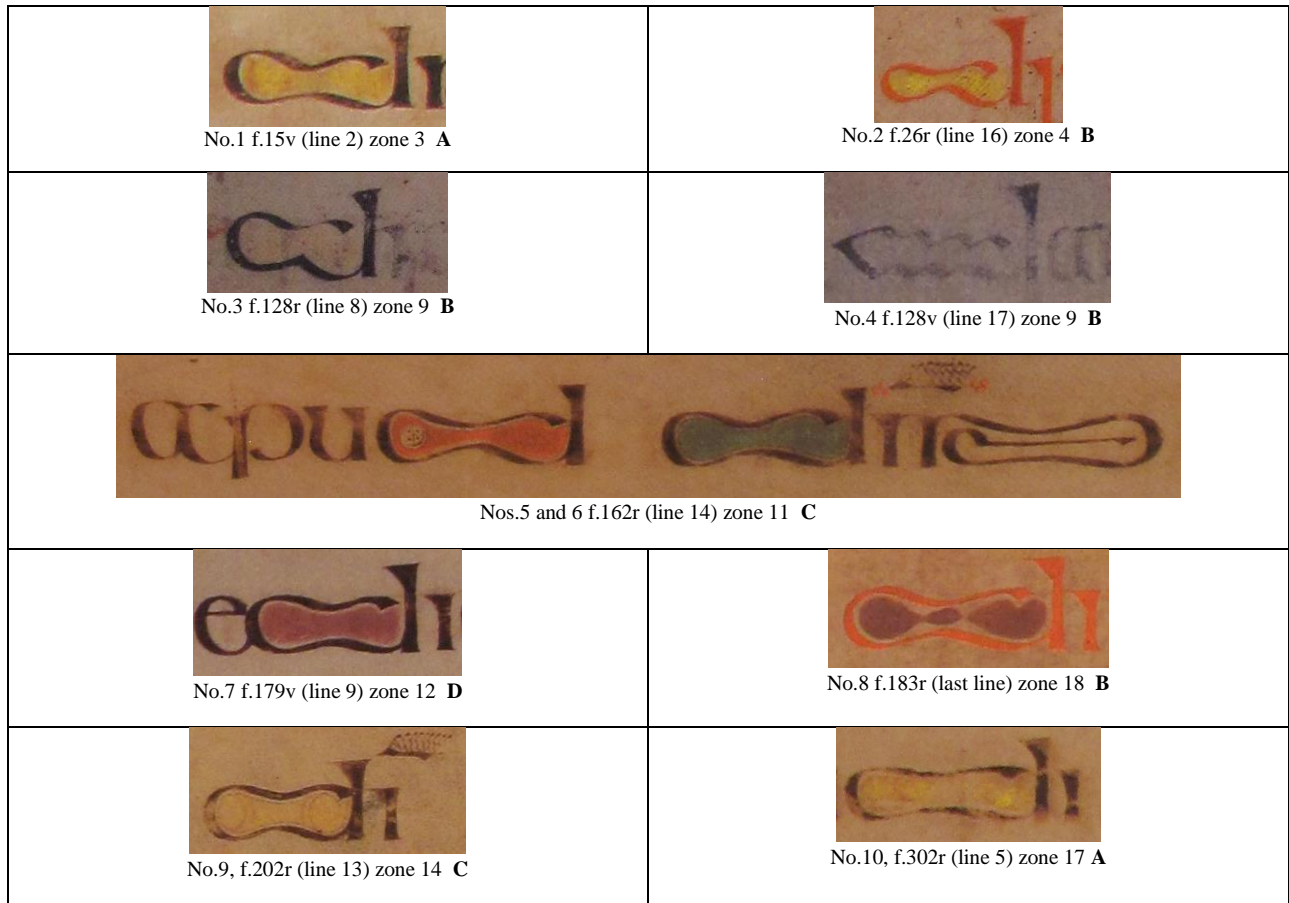 No.1 f.15v (line 2) zone 3 A
No.2 f.26r (line 16) zone 4 B
No.3 f.128r (line 8) zone 9 B
No.4 f.128v (line 17) zone 9 B
Nos.5 and 6 f.162r (line 14) zone 11 C
No.7 f.179v (line 9) zone 12 D
No.8 f.183r (last line) zone 18 B
No.9, f.202r (line 13) zone 14 C
No.10, f.302r (line 5) zone 17 A